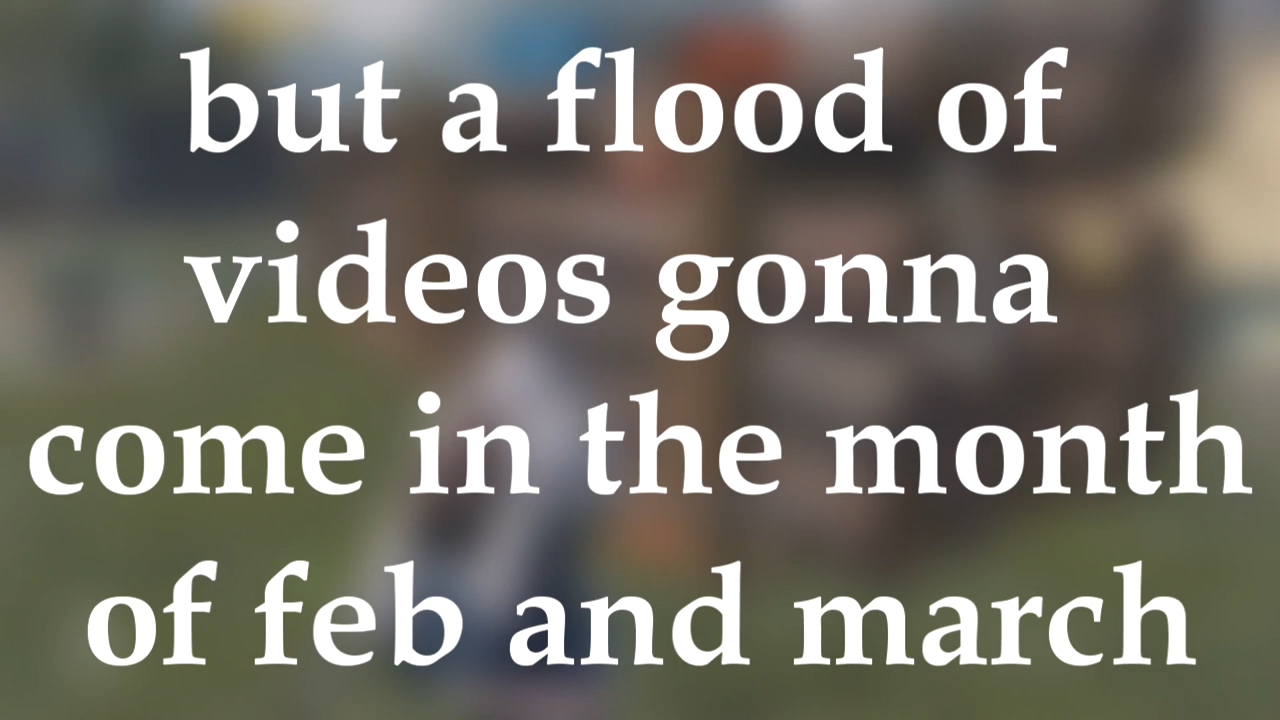 but a flood of
videos gonna
come in the month
of feb and march